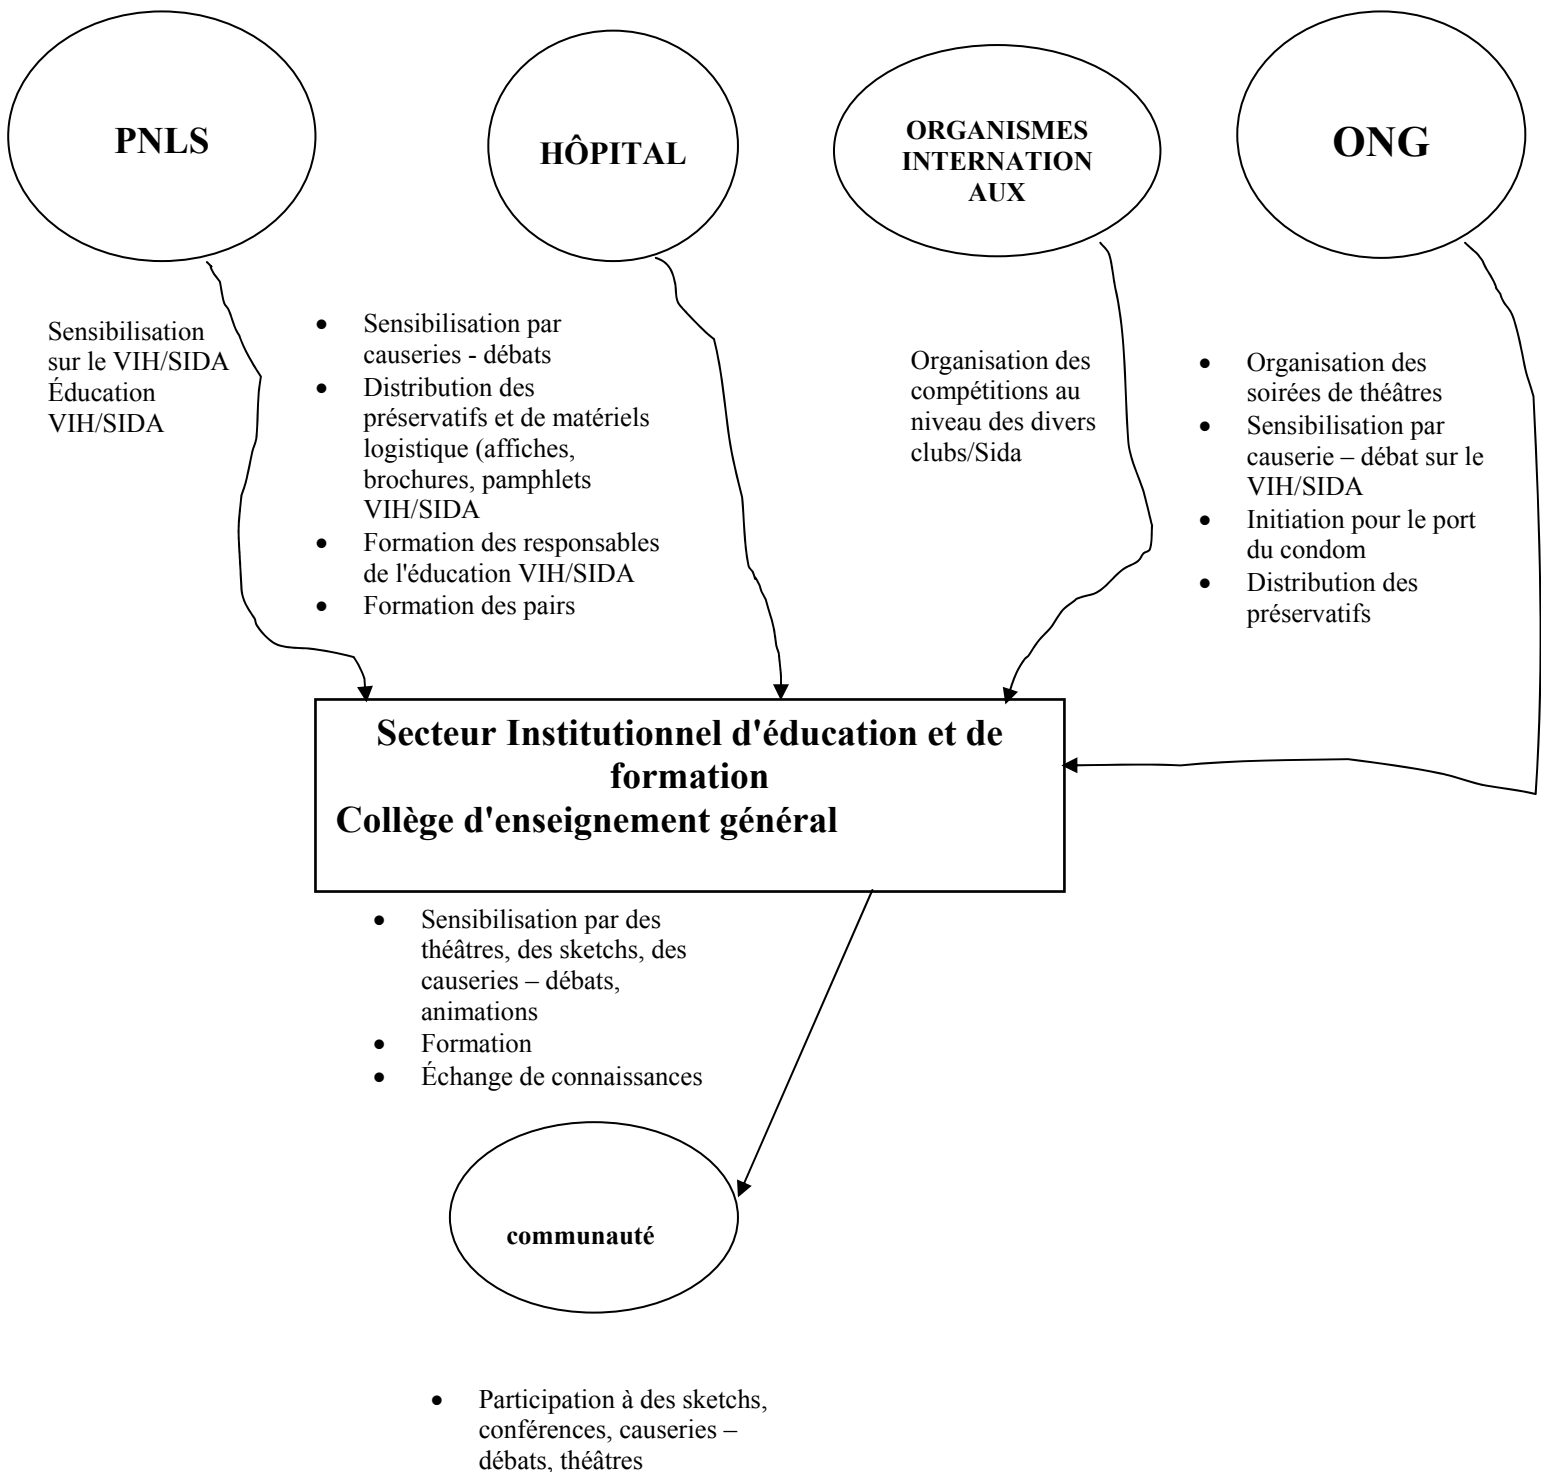 PNLS
HÔPITAL
ORGANISMES
INTERNATION
AUX
ONG
Sensibilisation
sur le VIH/SIDA
Éducation
VIH/SIDA
• Sensibilisation par
causeries - débats
• Distribution des
préservatifs et de matériels
logistique (affiches,
brochures, pamphlets
VIH/SIDA
• Formation des responsables
de l'éducation VIH/SIDA
• Formation des pairs
Organisation des
compétitions au
niveau des divers
clubs/Sida
• Organisation des
soirées de théâtres
• Sensibilisation par
causerie – débat sur le
VIH/SIDA
• Initiation pour le port
du condom
• Distribution des
préservatifs
Secteur Institutionnel d'éducation et de
formation
Collège d'enseignement général
• Sensibilisation par des
théâtres, des sketchs, des
causeries – débats,
animations
• Formation
• Échange de connaissances
communauté
• Participation à des sketchs,
conférences, causeries –
débats, théâtres